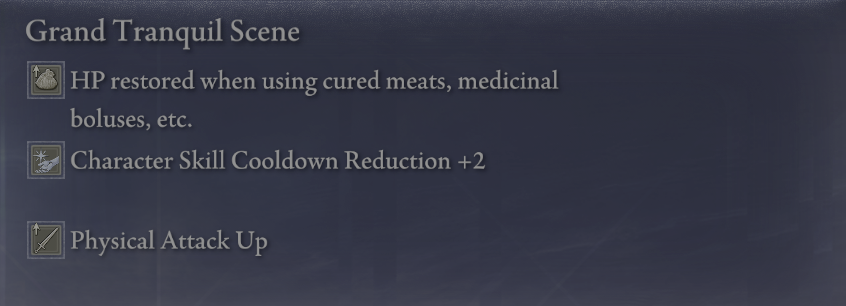 Grand Tranquil Scene
HP restored when using cured meats, medicinal
boluses, etc.
Character Skill Cooldown Reduction +2
Physical Attack Up